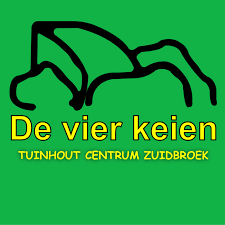 De vier keien
TUINHOUT CENTRUM ZUIDBROEK